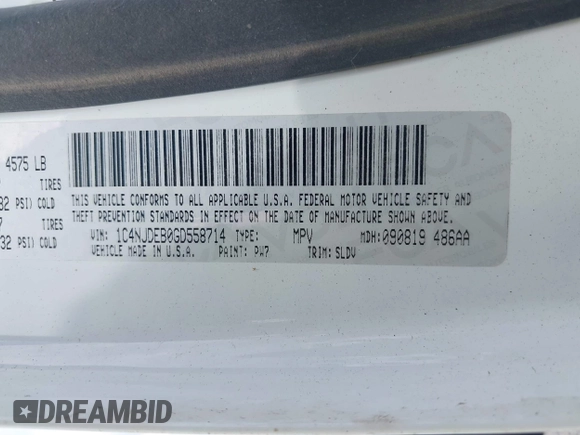 4575 LB
TIRES
32 PSI) COLD
TIRES
32 PSI) COLD
THIS VEHICLE CONFORMS TO ALL APPLICABLE U.S.A. FEDERAL MOTOR VEHICLE SAFETY AND
THEFT PREVENTION STANDARDS IN EFFECT ON THE DATE OF MANUFACTURE SHOWN ABOVE.
VIN: 1C4NJDEB0GD558714 TYPE: MPV MDH: 090819 486AA
VEHICLE MADE IN U.S.A. PAINT: PW7 TRIM: SLDV
DREAMBID